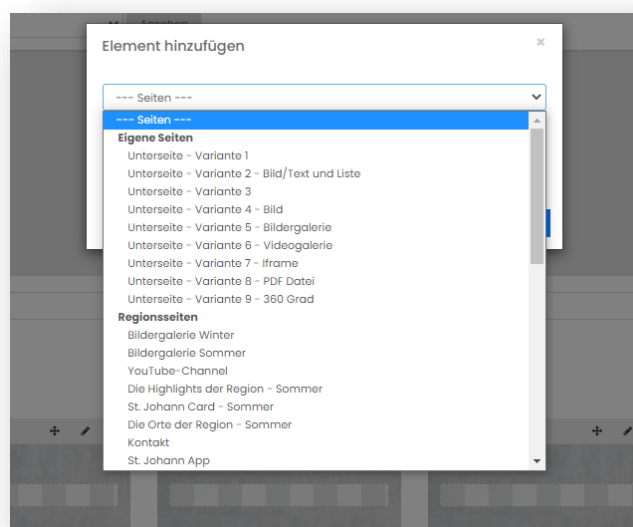 Ansehen
Element hinzufügen
×
--- Seiten ---
--- Seiten ---
Eigene Seiten
Unterseite - Variante 1
Unterseite - Variante 2 - Bild/Text und Liste
Unterseite - Variante 3
Unterseite - Variante 4 - Bild
Unterseite - Variante 5 - Bildergalerie
Unterseite - Variante 6 - Videogalerie
Unterseite - Variante 7 - Iframe
Unterseite - Variante 8 - PDF Datei
Unterseite - Variante 9 - 360 Grad
Regionsseiten
Bildergalerie Winter
Bildergalerie Sommer
YouTube-Channel
Die Highlights der Region - Sommer
St. Johann Card - Sommer
Die Orte der Region - Sommer
Kontakt
St. Johann App